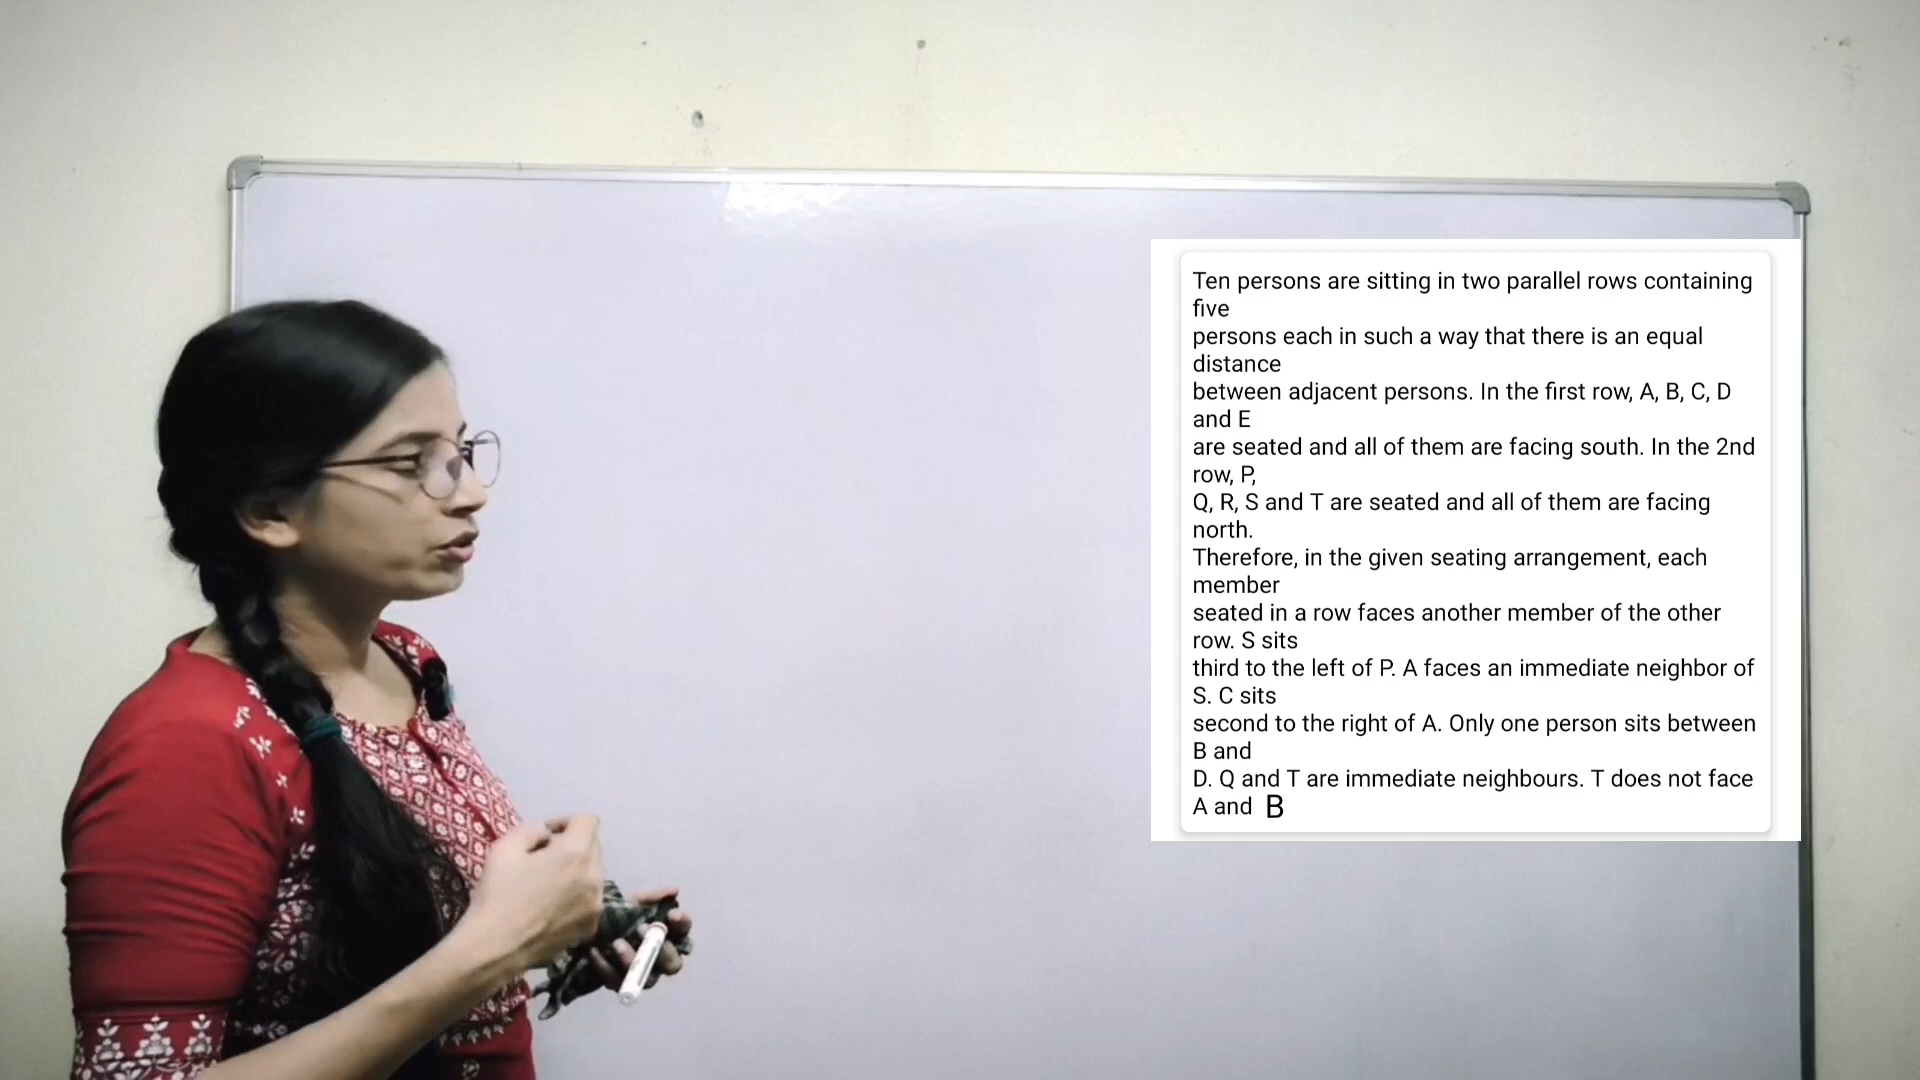 Ten persons are sitting in two parallel rows containing
five
persons each in such a way that there is an equal
distance
between adjacent persons. In the first row, A, B, C, D
and E
are seated and all of them are facing south. In the 2nd
row, P,
Q, R, S and T are seated and all of them are facing
north.
Therefore, in the given seating arrangement, each
member
seated in a row faces another member of the other
row. S sits
third to the left of P. A faces an immediate neighbor of
S. C sits
second to the right of A. Only one person sits between
B and
D. Q and T are immediate neighbours. T does not face
A and B